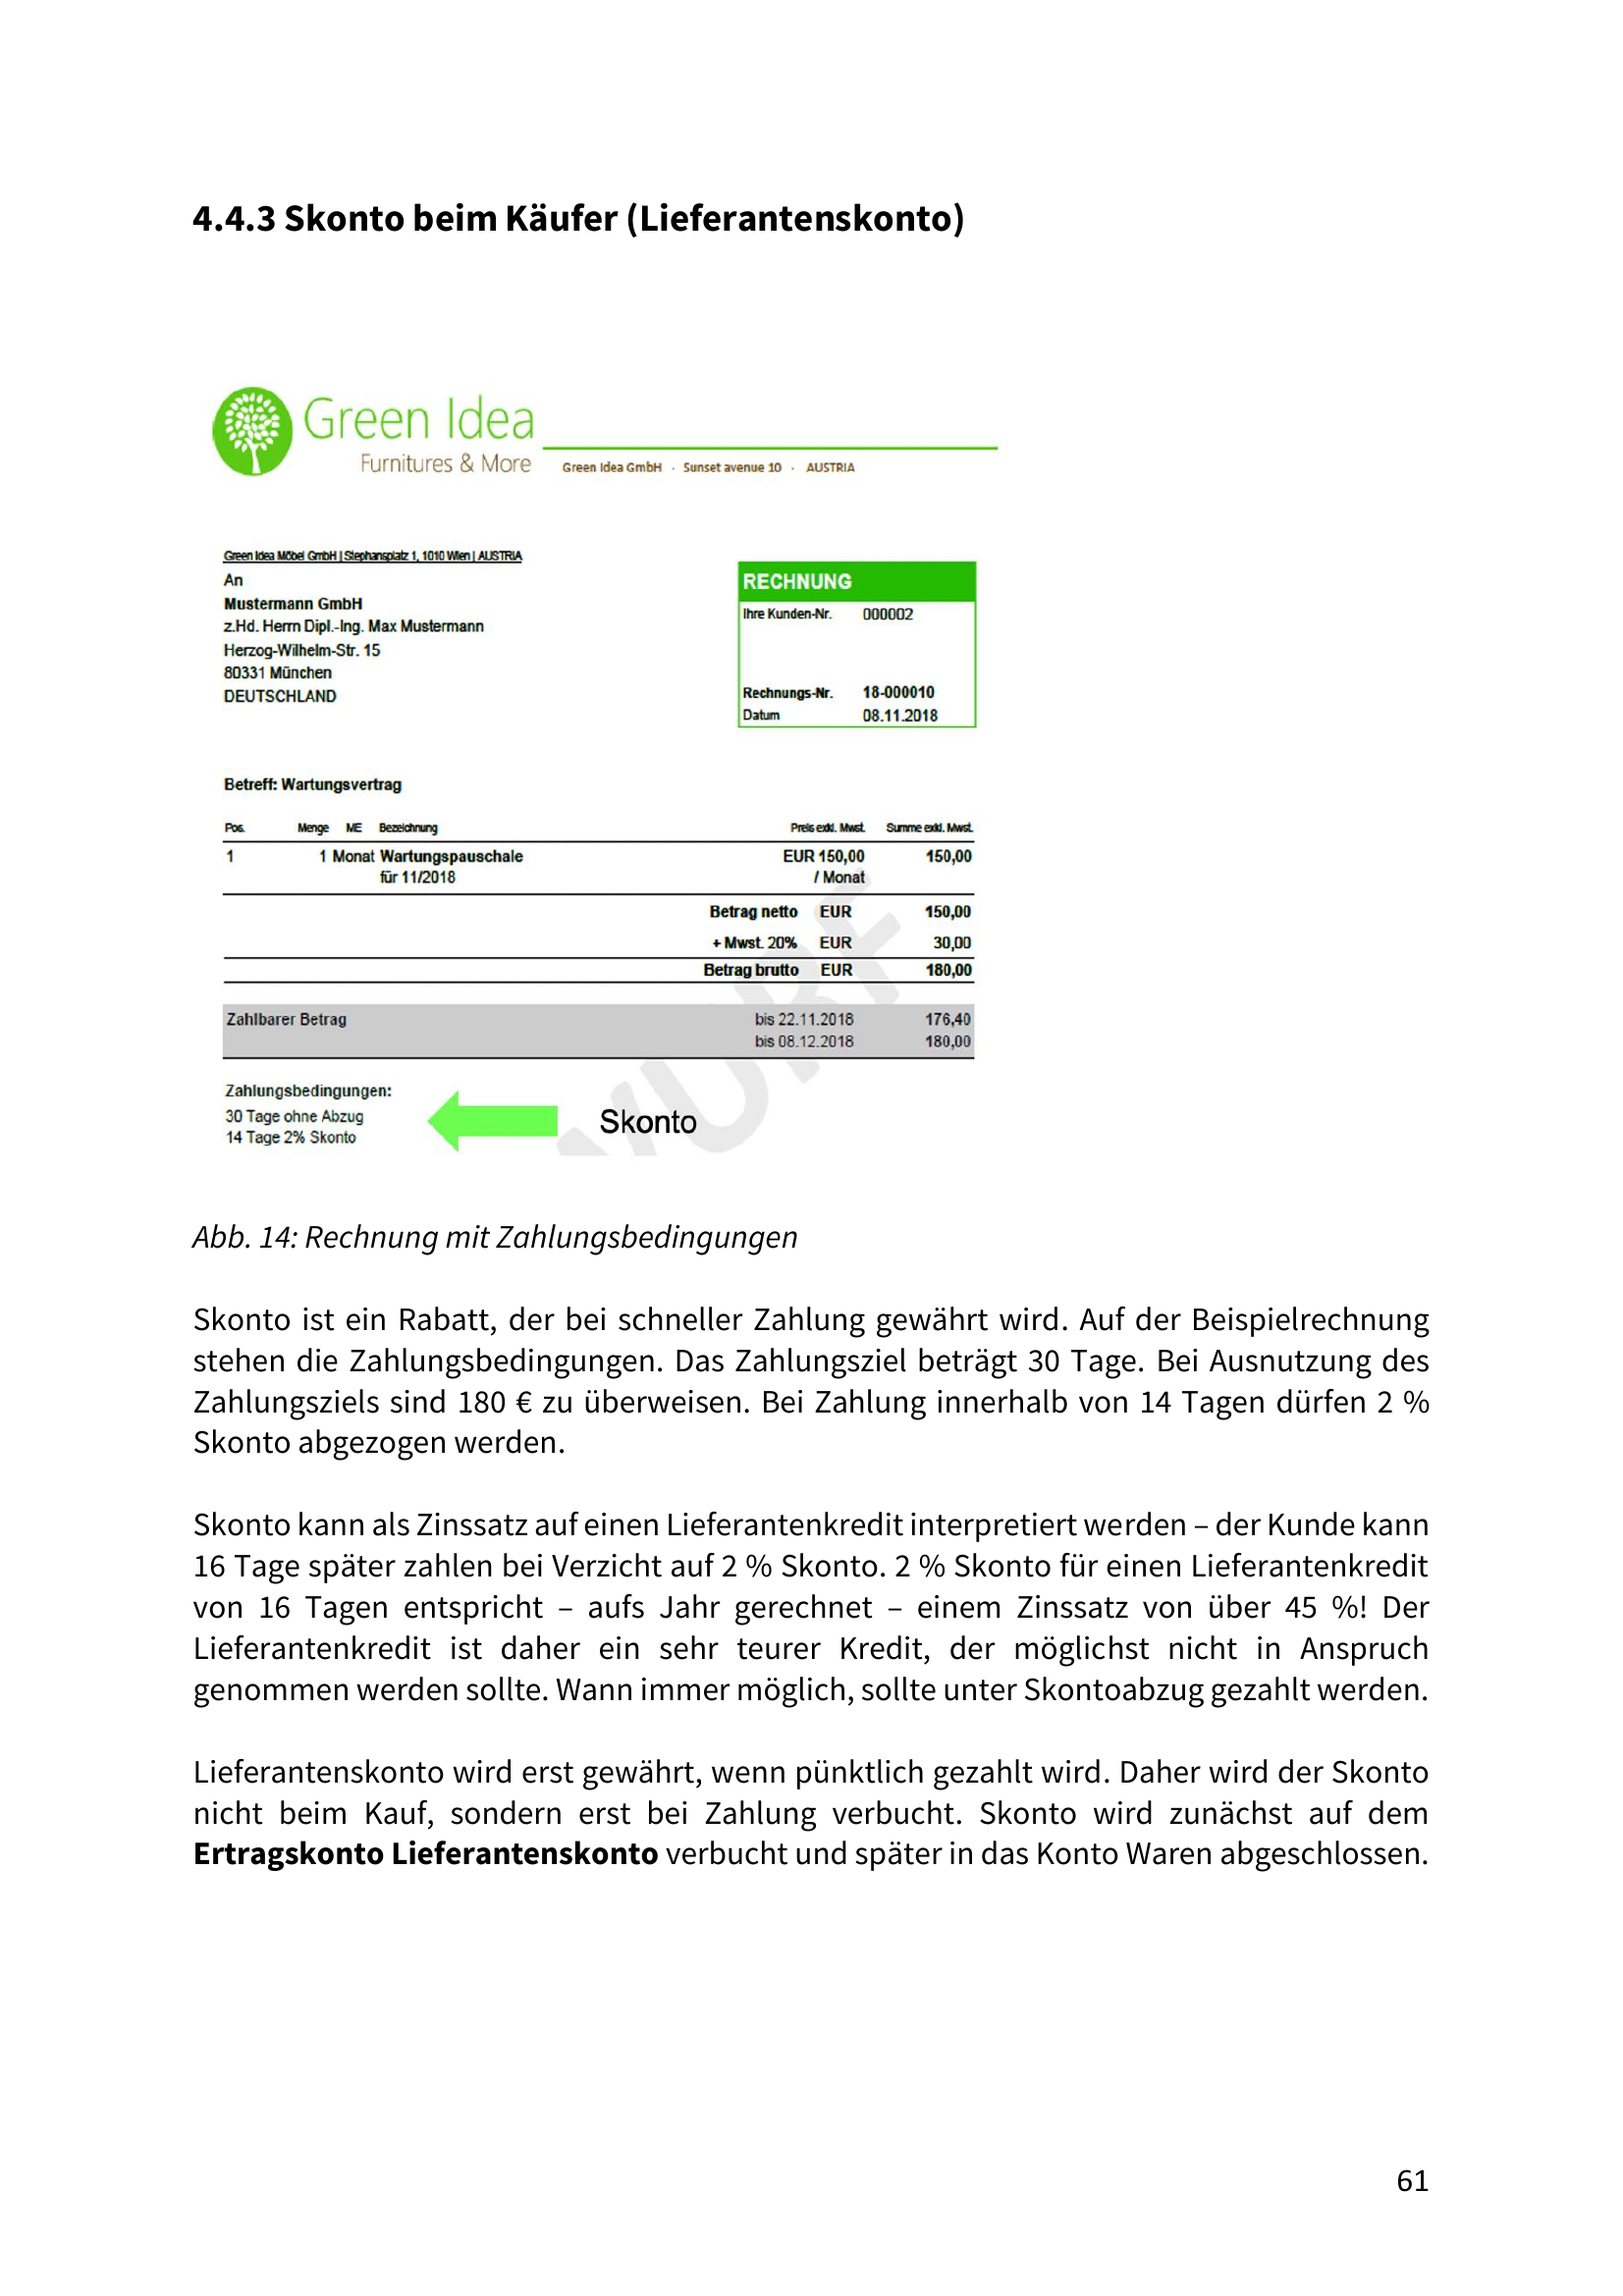 4.4.3 Skonto beim Käufer (Lieferantenskonto)
Green Idea
Furnitures & More
Green Idea GmbH · Sunset avenue 10 · AUSTRIA
Green Idea Möbel GmbH | Stephansplatz 1, 1010 Wien | AUSTRIA
An
Mustermann GmbH
z.Hd. Herrn Dipl.-Ing. Max Mustermann
Herzog-Wilhelm-Str. 15
80331 München
DEUTSCHLAND
RECHNUNG
Ihre Kunden-Nr. 000002
Rechnungs-Nr. 18-000010
Datum 08.11.2018
Betreff: Wartungsvertrag
Pos. Menge ME Bezeichnung Preis exkl. Mwst. Summe exkl. Mwst.
1 1 Monat Wartungspauschale EUR 150,00 150,00
für 11/2018 / Monat
Betrag netto EUR 150,00
+ Mwst. 20% EUR 30,00
Betrag brutto EUR 180,00
Zahlbarer Betrag bis 22.11.2018 176,40
bis 08.12.2018 180,00
Zahlungsbedingungen:
30 Tage ohne Abzug
14 Tage 2% Skonto
Skonto
WURF
Abb. 14: Rechnung mit Zahlungsbedingungen
Skonto ist ein Rabatt, der bei schneller Zahlung gewährt wird. Auf der Beispielrechnung
stehen die Zahlungsbedingungen. Das Zahlungsziel beträgt 30 Tage. Bei Ausnutzung des
Zahlungsziels sind 180 € zu überweisen. Bei Zahlung innerhalb von 14 Tagen dürfen 2 %
Skonto abgezogen werden.
Skonto kann als Zinssatz auf einen Lieferantenkredit interpretiert werden – der Kunde kann
16 Tage später zahlen bei Verzicht auf 2 % Skonto. 2 % Skonto für einen Lieferantenkredit
von 16 Tagen entspricht – aufs Jahr gerechnet – einem Zinssatz von über 45 %! Der
Lieferantenkredit ist daher ein sehr teurer Kredit, der möglichst nicht in Anspruch
genommen werden sollte. Wann immer möglich, sollte unter Skontoabzug gezahlt werden.
Lieferantenskonto wird erst gewährt, wenn pünktlich gezahlt wird. Daher wird der Skonto
nicht beim Kauf, sondern erst bei Zahlung verbucht. Skonto wird zunächst auf dem
Ertragskonto Lieferantenskonto verbucht und später in das Konto Waren abgeschlossen.
61